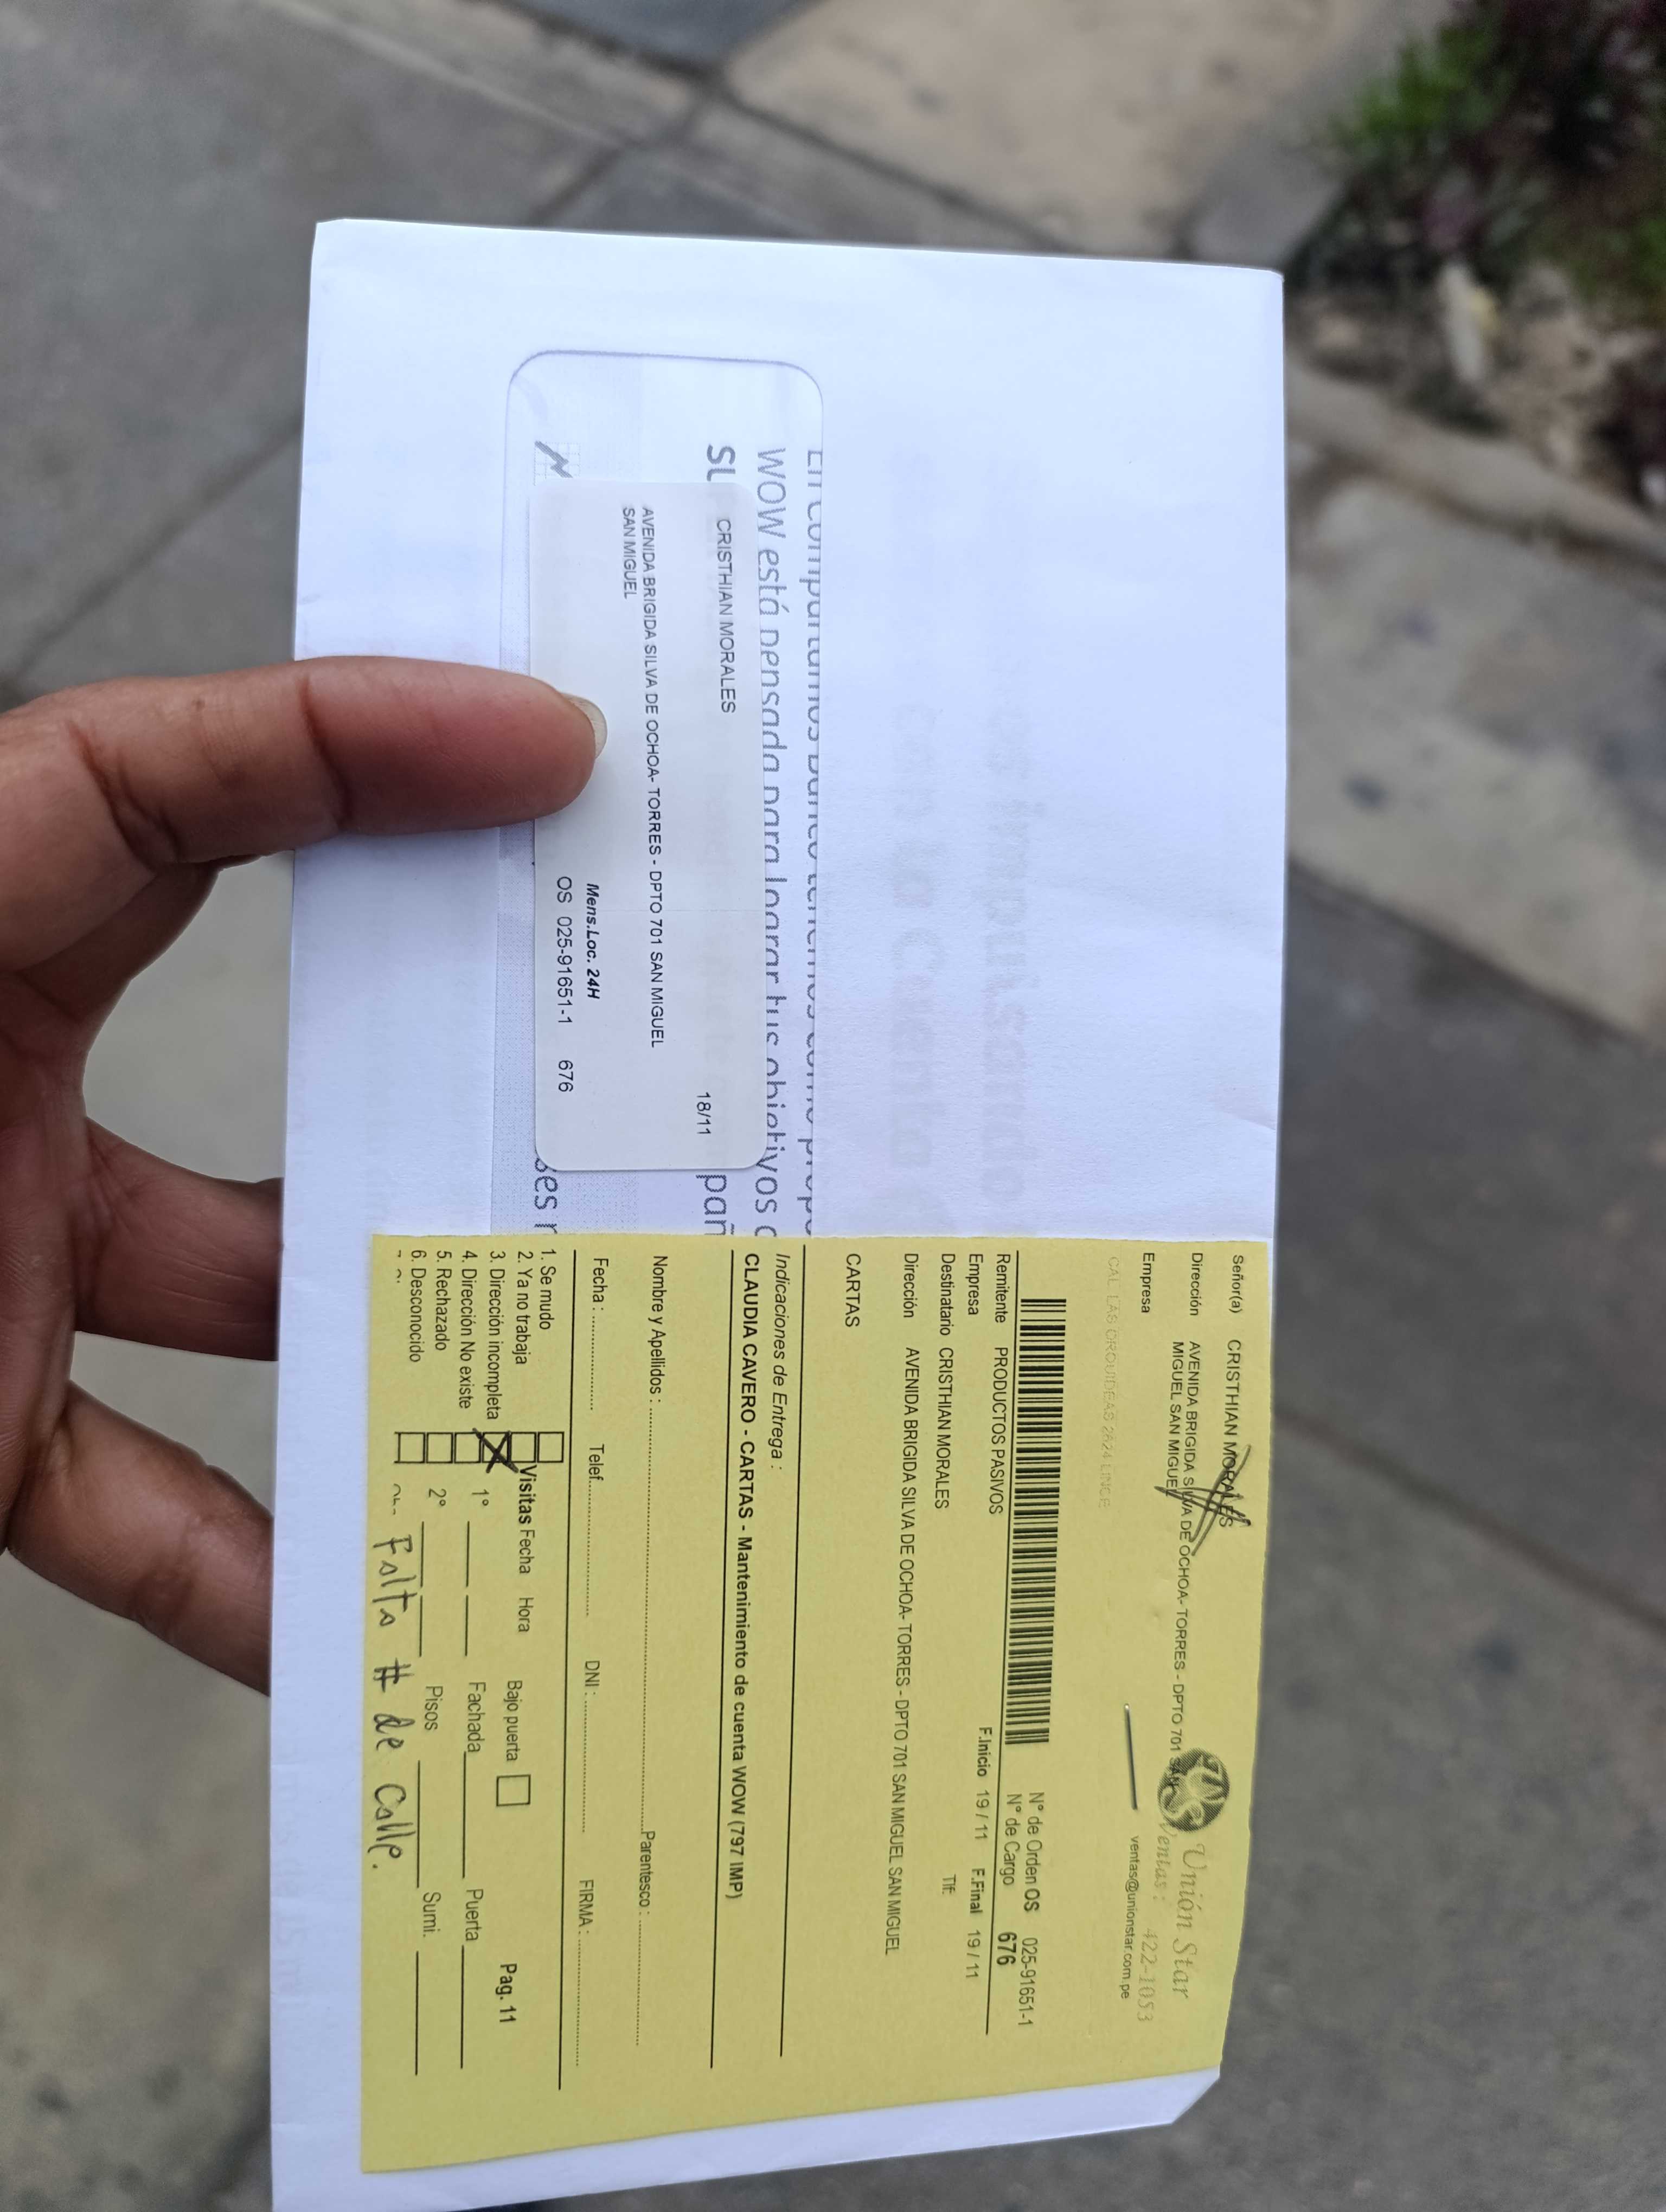 WOW está pensada para lograr tus objetivos
CRISTHIAN MORALES
18/11
AVENIDA BRIGIDA SILVA DE OCHOA- TORRES - DPTO 701 SAN MIGUEL
SAN MIGUEL
Mens.Loc. 24H
OS 025-91651-1 676
Señor(a) CRISTHIAN MORALES
Dirección AVENIDA BRIGIDA SILVA DE OCHOA- TORRES - DPTO 701 SAN
MIGUEL SAN MIGUEL
Empresa
Unión Star
Ventas: 422-1053
ventas@unionstar.com.pe
CAL LAS ORQUIDEAS 2624 LINCE
N° de Orden OS 025-91651-1
N° de Cargo 676
Remitente PRODUCTOS PASIVOS
Empresa
F.Inicio 19 / 11 F.Final 19 / 11
Destinatario CRISTHIAN MORALES
Tlf:
Dirección AVENIDA BRIGIDA SILVA DE OCHOA- TORRES - DPTO 701 SAN MIGUEL SAN MIGUEL
CARTAS
Indicaciones de Entrega :
CLAUDIA CAVERO - CARTAS - Mantenimiento de cuenta WOW (797 IMP)
Nombre y Apellidos : Parentesco :
Fecha : Telef. DNI : FIRMA :
1. Se mudo
2. Ya no trabaja
3. Dirección incompleta
4. Dirección No existe
5. Rechazado
6. Desconocido
Visitas Fecha Hora
Bajo puerta
Pag. 11
1° Fachada Puerta
2° Pisos Sumi.
Falta # de Calle.